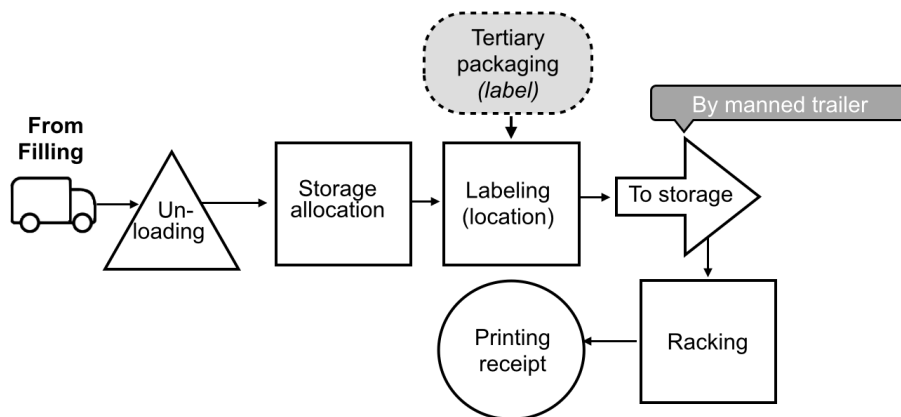 Tertiary
packaging
(label)
By manned trailer
From
Filling
Un-
loading
Storage
allocation
Labeling
(location)
To storage
Printing
receipt
Racking